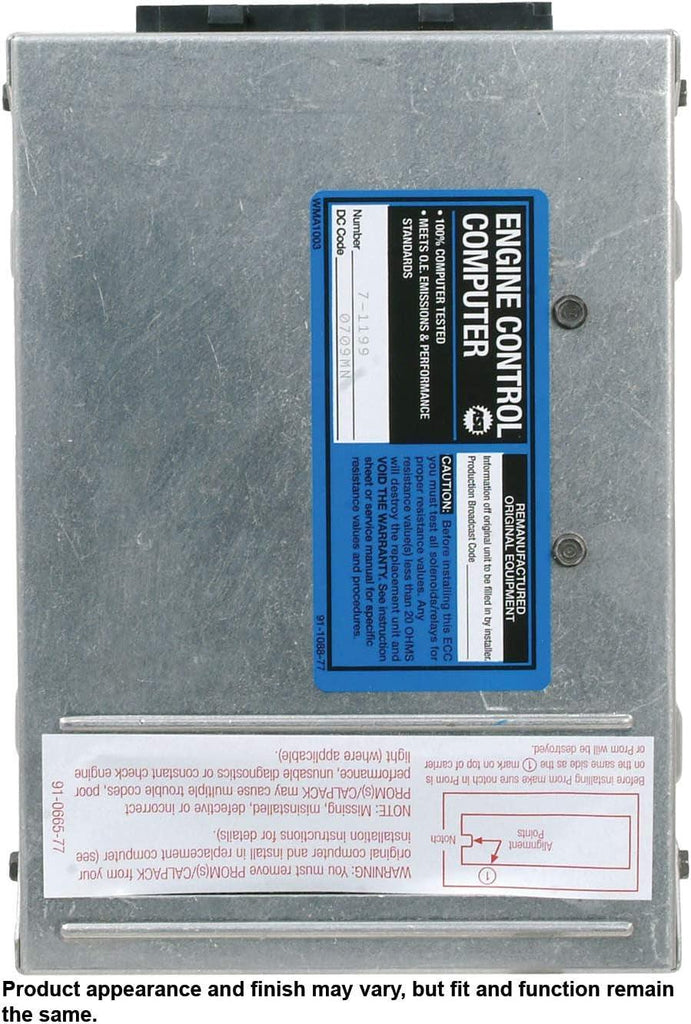 ENGINE CONTROL
COMPUTER
• 100% COMPUTER TESTED
• MEETS O.E. EMISSIONS & PERFORMANCE
STANDARDS
Number 7-1199
DC Code 0709MN
WMA1003
REMANUFACTURED
ORIGINAL EQUIPMENT
Information off original unit to be filled in by installer.
Production Broadcast Code
CAUTION: Before installing this ECC
you must test all solenoids/relays for
proper resistance values. Any
resistance value(s) less than 20 OHMS
will destroy the replacement unit and
VOID THE WARRANTY. See instruction
sheet or service manual for specific
resistance values and procedures.
91-1088-77
WARNING: You must remove PROM(s)/CALPACK from your
original computer and install in replacement computer (see
installation instructions for details).
NOTE: Missing, misinstalled, defective or incorrect
PROM(s)/CALPACK may cause multiple trouble codes, poor
performance, unusable diagnostics or constant check engine
light (where applicable).
91-0665-77
1
Notch
Alignment
Points
Before installing Prom make sure notch in Prom is
on the same side as the 1 mark on top of carrier
or Prom will be destroyed.
Product appearance and finish may vary, but fit and function remain
the same.